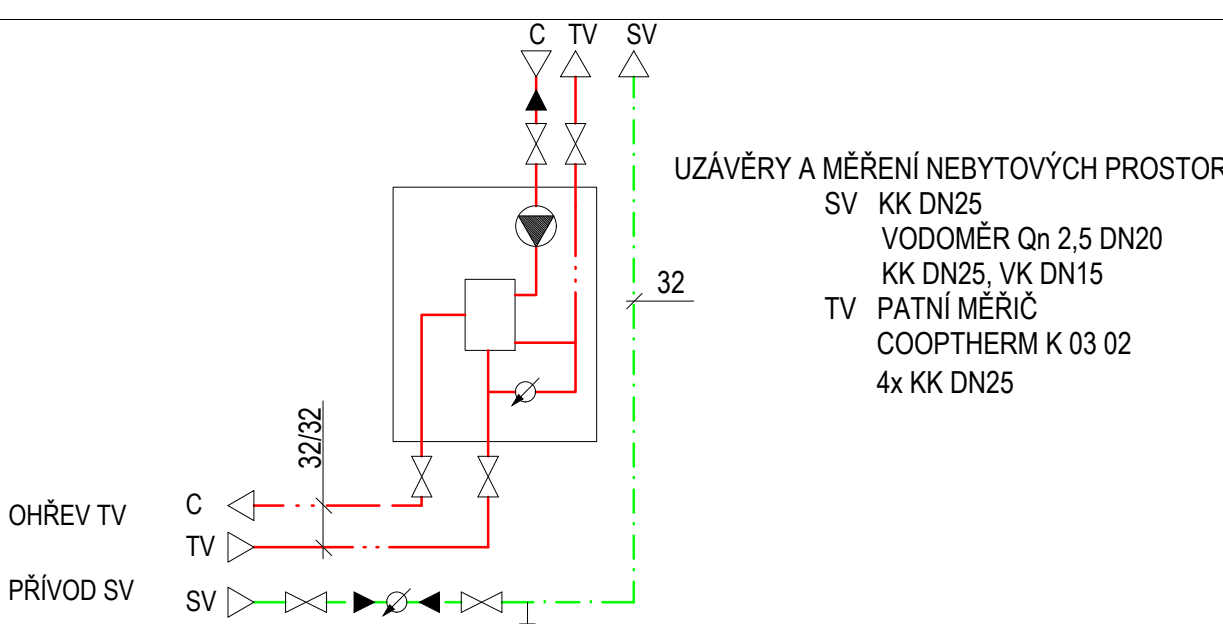 C TV SV
UZÁVĚRY A MĚŘENÍ NEBYTOVÝCH PROSTOR
SV KK DN25
VODOMĚR Qn 2,5 DN20
KK DN25, VK DN15
TV PATNÍ MĚŘIČ
COOPTHERM K 03 02
4x KK DN25
32
32/32
OHŘEV TV
C
TV
PŘÍVOD SV
SV